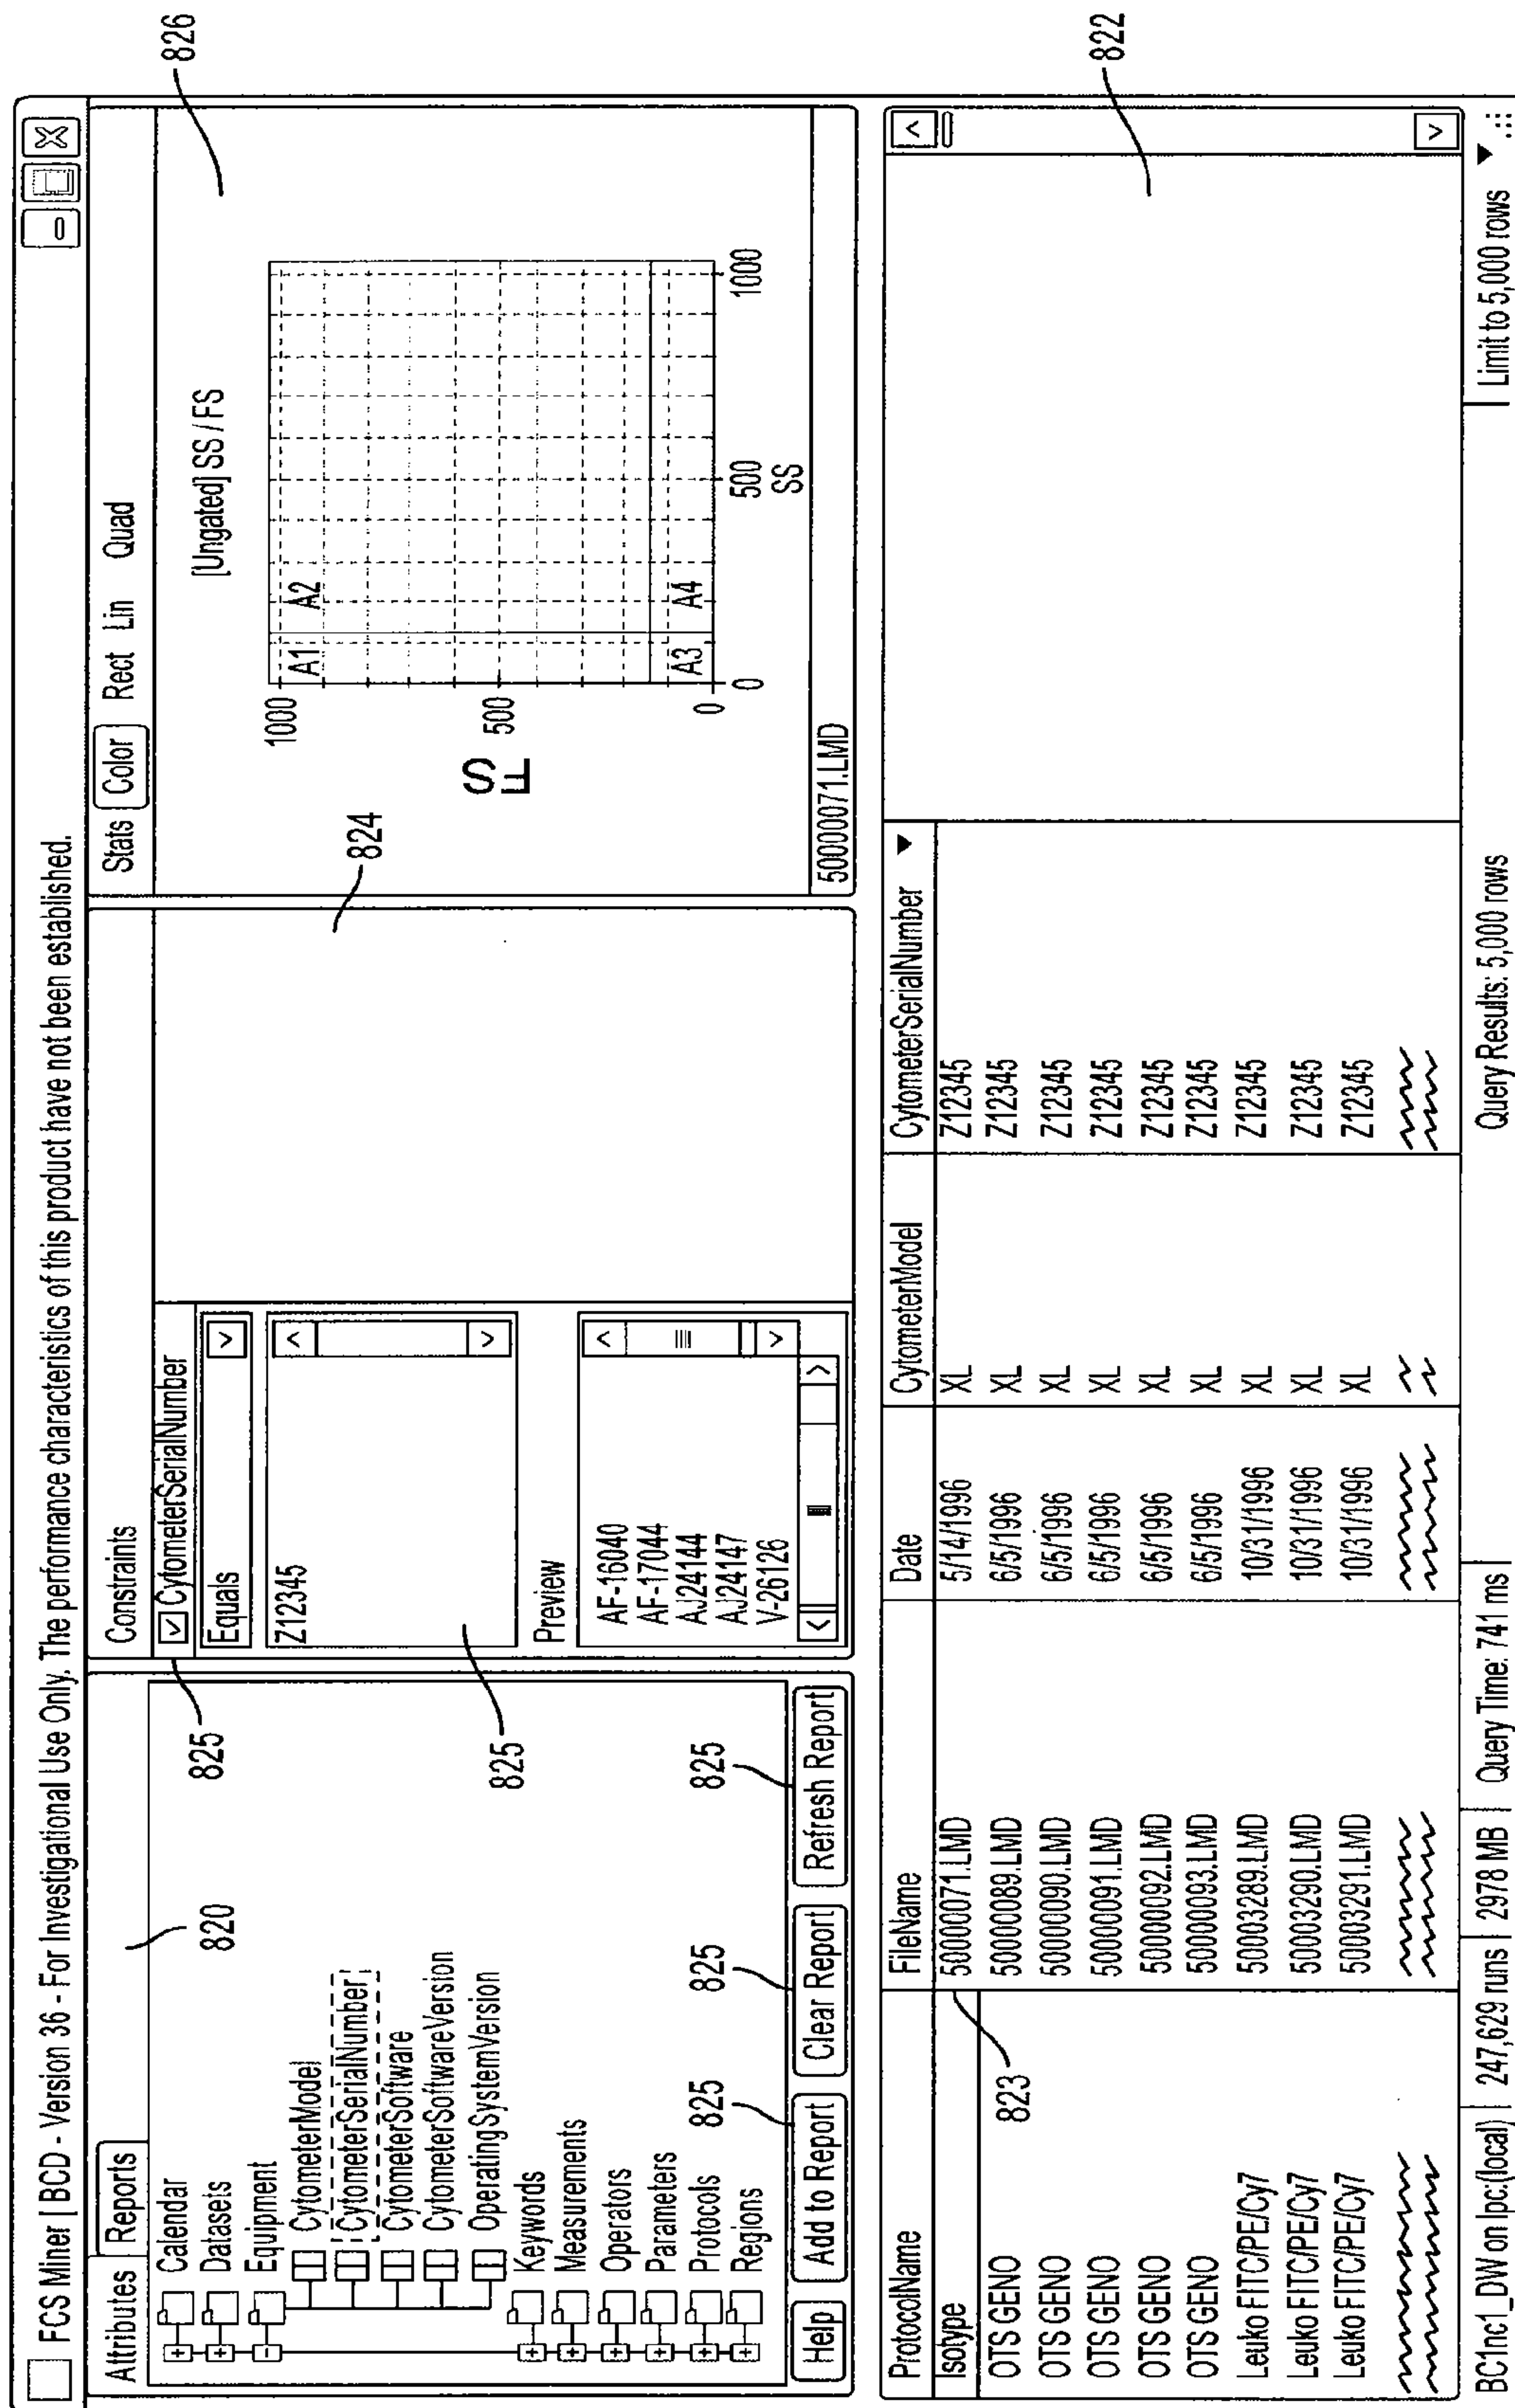 FCS Miner [ BCD - Version 36 - For Investigational Use Only. The performance characteristics of this product have not been established.
Attributes Reports
Calendar
Datasets
Equipment
CytometerModel
CytometerSerialNumber
CytometerSoftware
CytometerSoftwareVersion
OperatingSystemVersion
Keywords
Measurements
Operators
Parameters
Protocols
Regions
820
825
825
825
Help Add to Report Clear Report Refresh Report
Constraints
CytometerSerialNumber
825
Equals
Z12345
825
Preview
AF-16040
AF-17044
AJ24144
AJ24147
V-26126
824
Stats Color Rect Lin Quad
826
[Ungated] SS / FS
1000
A1 A2
FS
500
A3 A4
0
0 500 1000
SS
50000071.LMD
ProtocolName FileName Date CytometerModel CytometerSerialNumber
Isotype 50000071.LMD 5/14/1996 XL Z12345
OTS GENO 50000089.LMD 6/5/1996 XL Z12345
OTS GENO 50000090.LMD 6/5/1996 XL Z12345
OTS GENO 50000091.LMD 6/5/1996 XL Z12345
OTS GENO 50000092.LMD 6/5/1996 XL Z12345
OTS GENO 50000093.LMD 6/5/1996 XL Z12345
Leuko FITC/PE/Cy7 50003289.LMD 10/31/1996 XL Z12345
Leuko FITC/PE/Cy7 50003290.LMD 10/31/1996 XL Z12345
Leuko FITC/PE/Cy7 50003291.LMD 10/31/1996 XL Z12345
823
822
BC1nc1_DW on lpc(local) 247,629 runs 2978 MB Query Time: 741 ms Query Results: 5,000 rows Limit to 5,000 rows